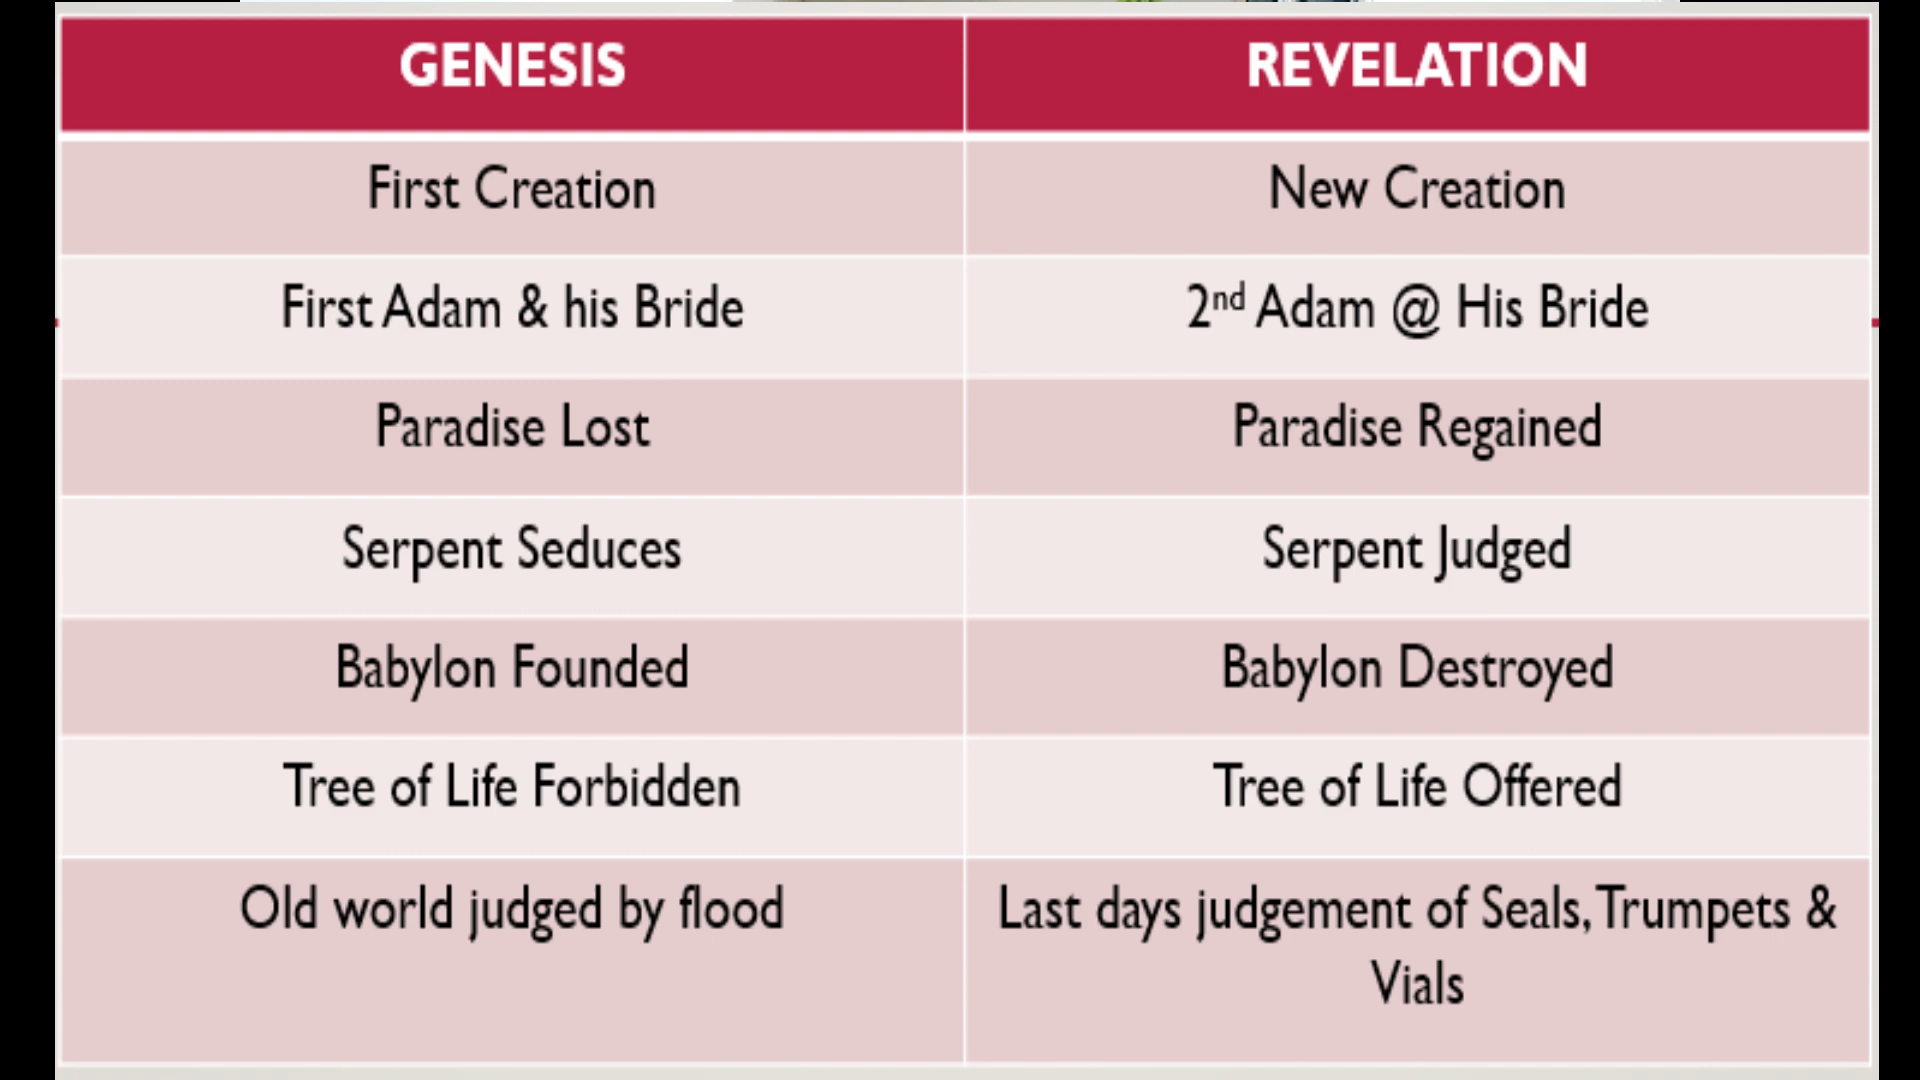 GENESIS REVELATION
First Creation New Creation
First Adam & his Bride 2nd Adam @ His Bride
Paradise Lost Paradise Regained
Serpent Seduces Serpent Judged
Babylon Founded Babylon Destroyed
Tree of Life Forbidden Tree of Life Offered
Old world judged by flood Last days judgement of Seals, Trumpets &
Vials